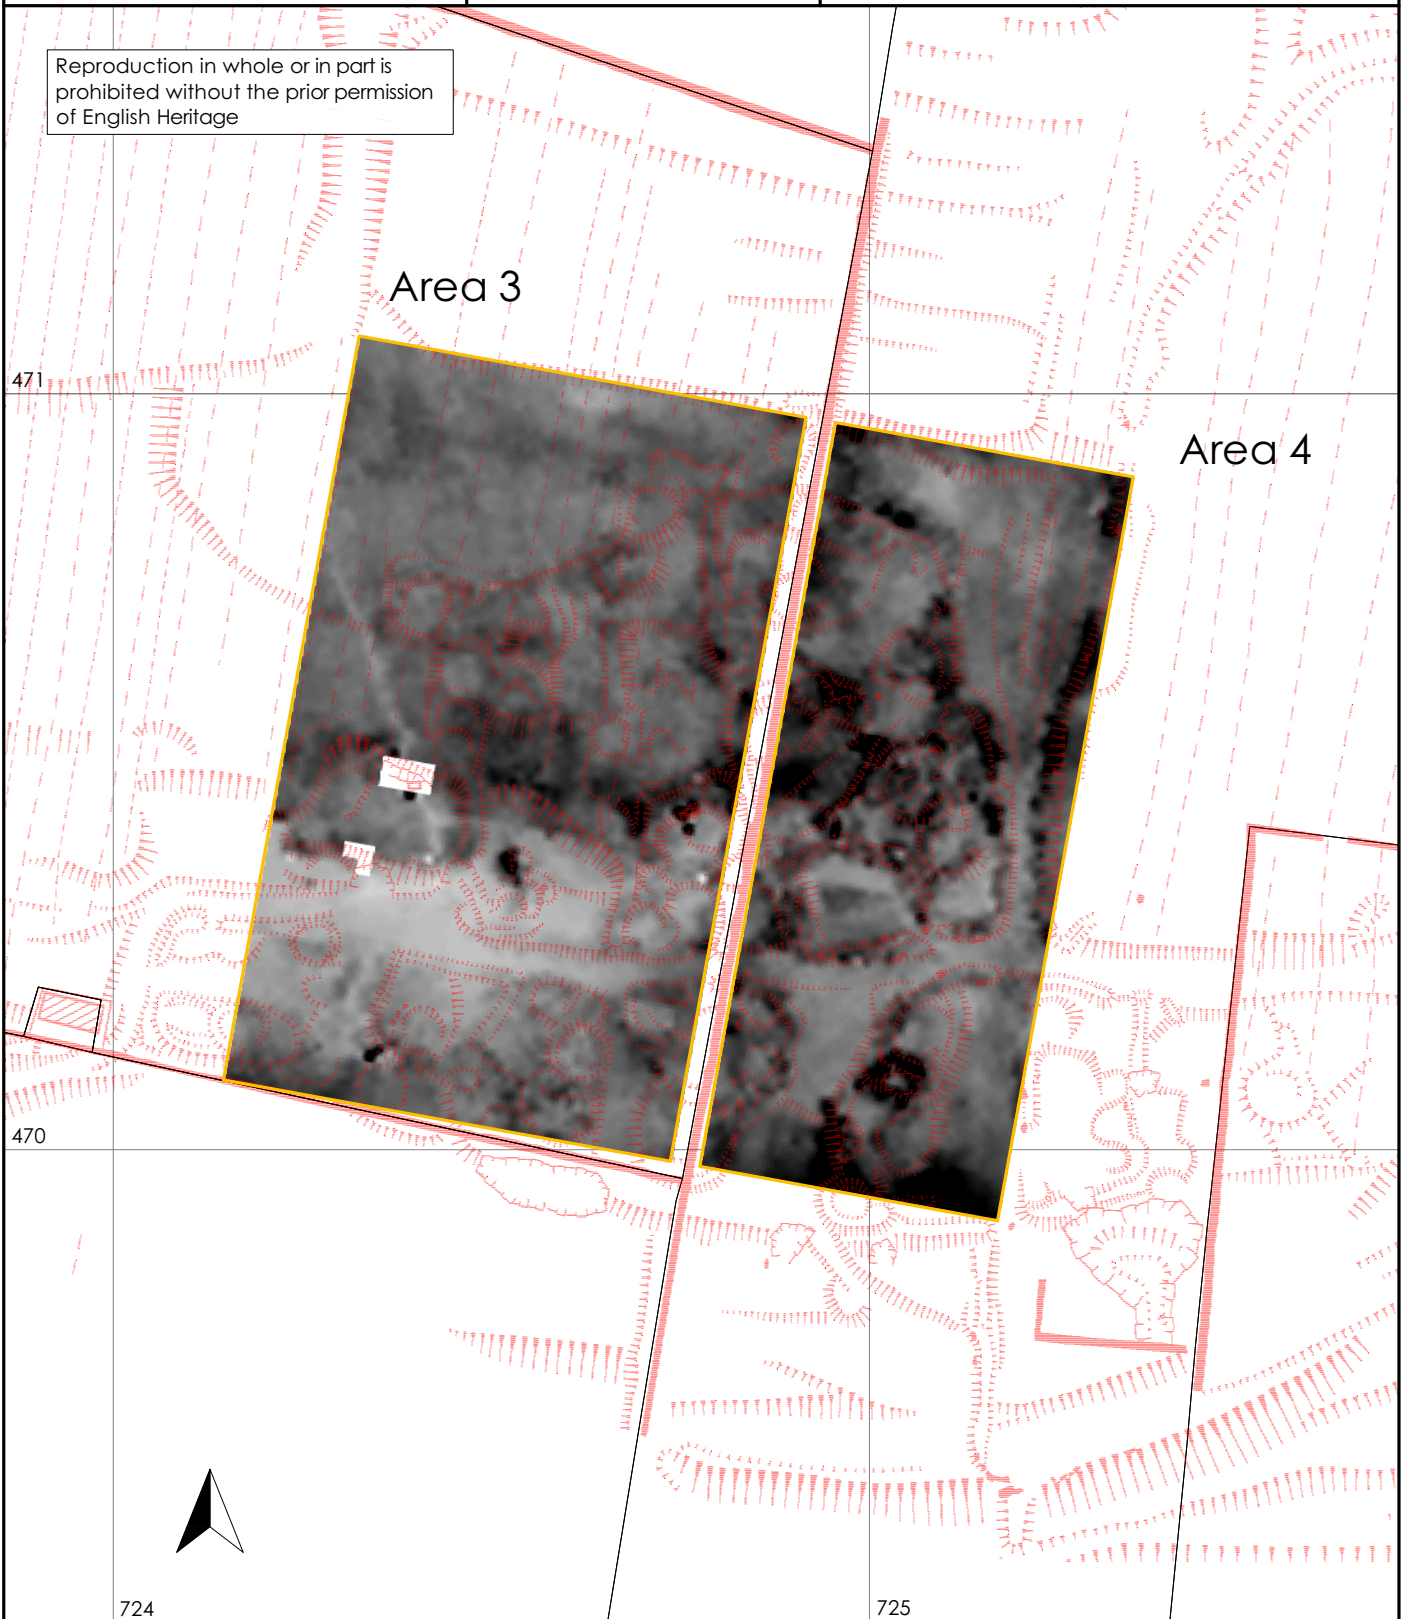 Reproduction in whole or in part is
prohibited without the prior permission
of English Heritage
Area 3
471
Area 4
470
724
725